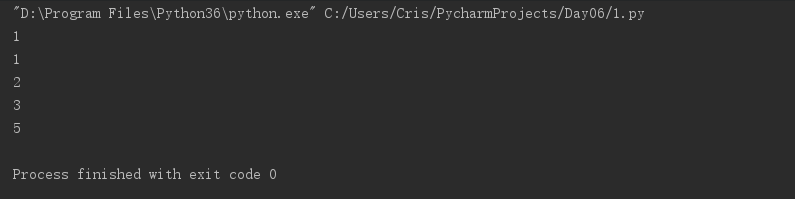 "D:\Program Files\Python36\python.exe" C:/Users/Cris/PycharmProjects/Day06/1.py
1
1
2
3
5
Process finished with exit code 0